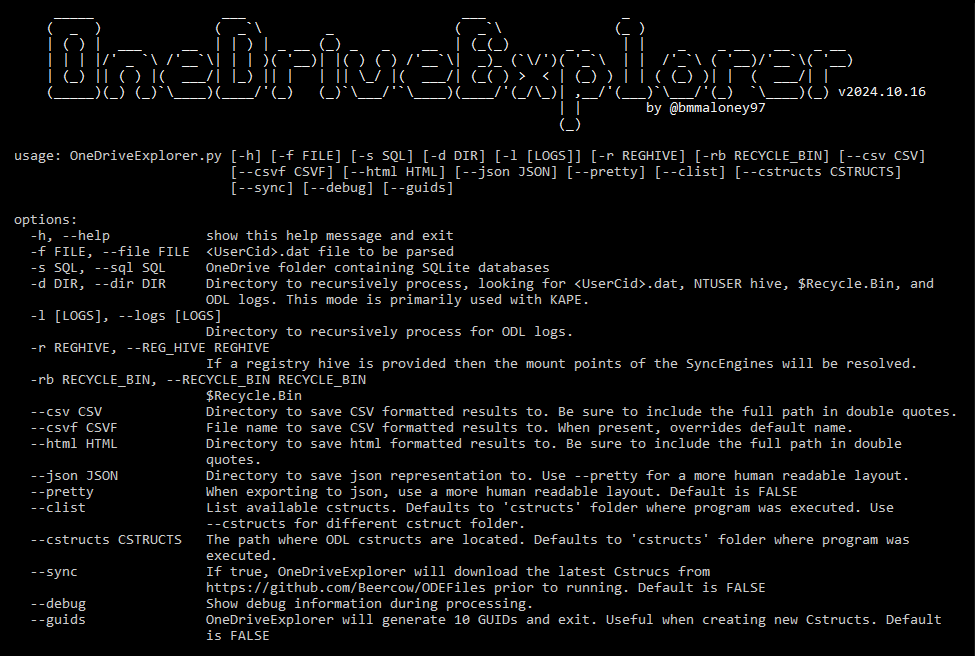 OneDriveExplorer
v2024.10.16
by @bmmaloney97
usage: OneDriveExplorer.py [-h] [-f FILE] [-s SQL] [-d DIR] [-l [LOGS]] [-r REGHIVE] [-rb RECYCLE_BIN] [--csv CSV]
[--csvf CSVF] [--html HTML] [--json JSON] [--pretty] [--clist] [--cstructs CSTRUCTS]
[--sync] [--debug] [--guids]
options:
-h, --help show this help message and exit
-f FILE, --file FILE <UserCid>.dat file to be parsed
-s SQL, --sql SQL OneDrive folder containing SQLite databases
-d DIR, --dir DIR Directory to recursively process, looking for <UserCid>.dat, NTUSER hive, $Recycle.Bin, and
ODL logs. This mode is primarily used with KAPE.
-l [LOGS], --logs [LOGS]
Directory to recursively process for ODL logs.
-r REGHIVE, --REG_HIVE REGHIVE
If a registry hive is provided then the mount points of the SyncEngines will be resolved.
-rb RECYCLE_BIN, --RECYCLE_BIN RECYCLE_BIN
$Recycle.Bin
--csv CSV Directory to save CSV formatted results to. Be sure to include the full path in double quotes.
--csvf CSVF File name to save CSV formatted results to. When present, overrides default name.
--html HTML Directory to save html formatted results to. Be sure to include the full path in double
quotes.
--json JSON Directory to save json representation to. Use --pretty for a more human readable layout.
--pretty When exporting to json, use a more human readable layout. Default is FALSE
--clist List available cstructs. Defaults to 'cstructs' folder where program was executed. Use
--cstructs for different cstruct folder.
--cstructs CSTRUCTS The path where ODL cstructs are located. Defaults to 'cstructs' folder where program was
executed.
--sync If true, OneDriveExplorer will download the latest Cstrucs from
https://github.com/Beercow/ODEFiles prior to running. Default is FALSE
--debug Show debug information during processing.
--guids OneDriveExplorer will generate 10 GUIDs and exit. Useful when creating new Cstructs. Default
is FALSE